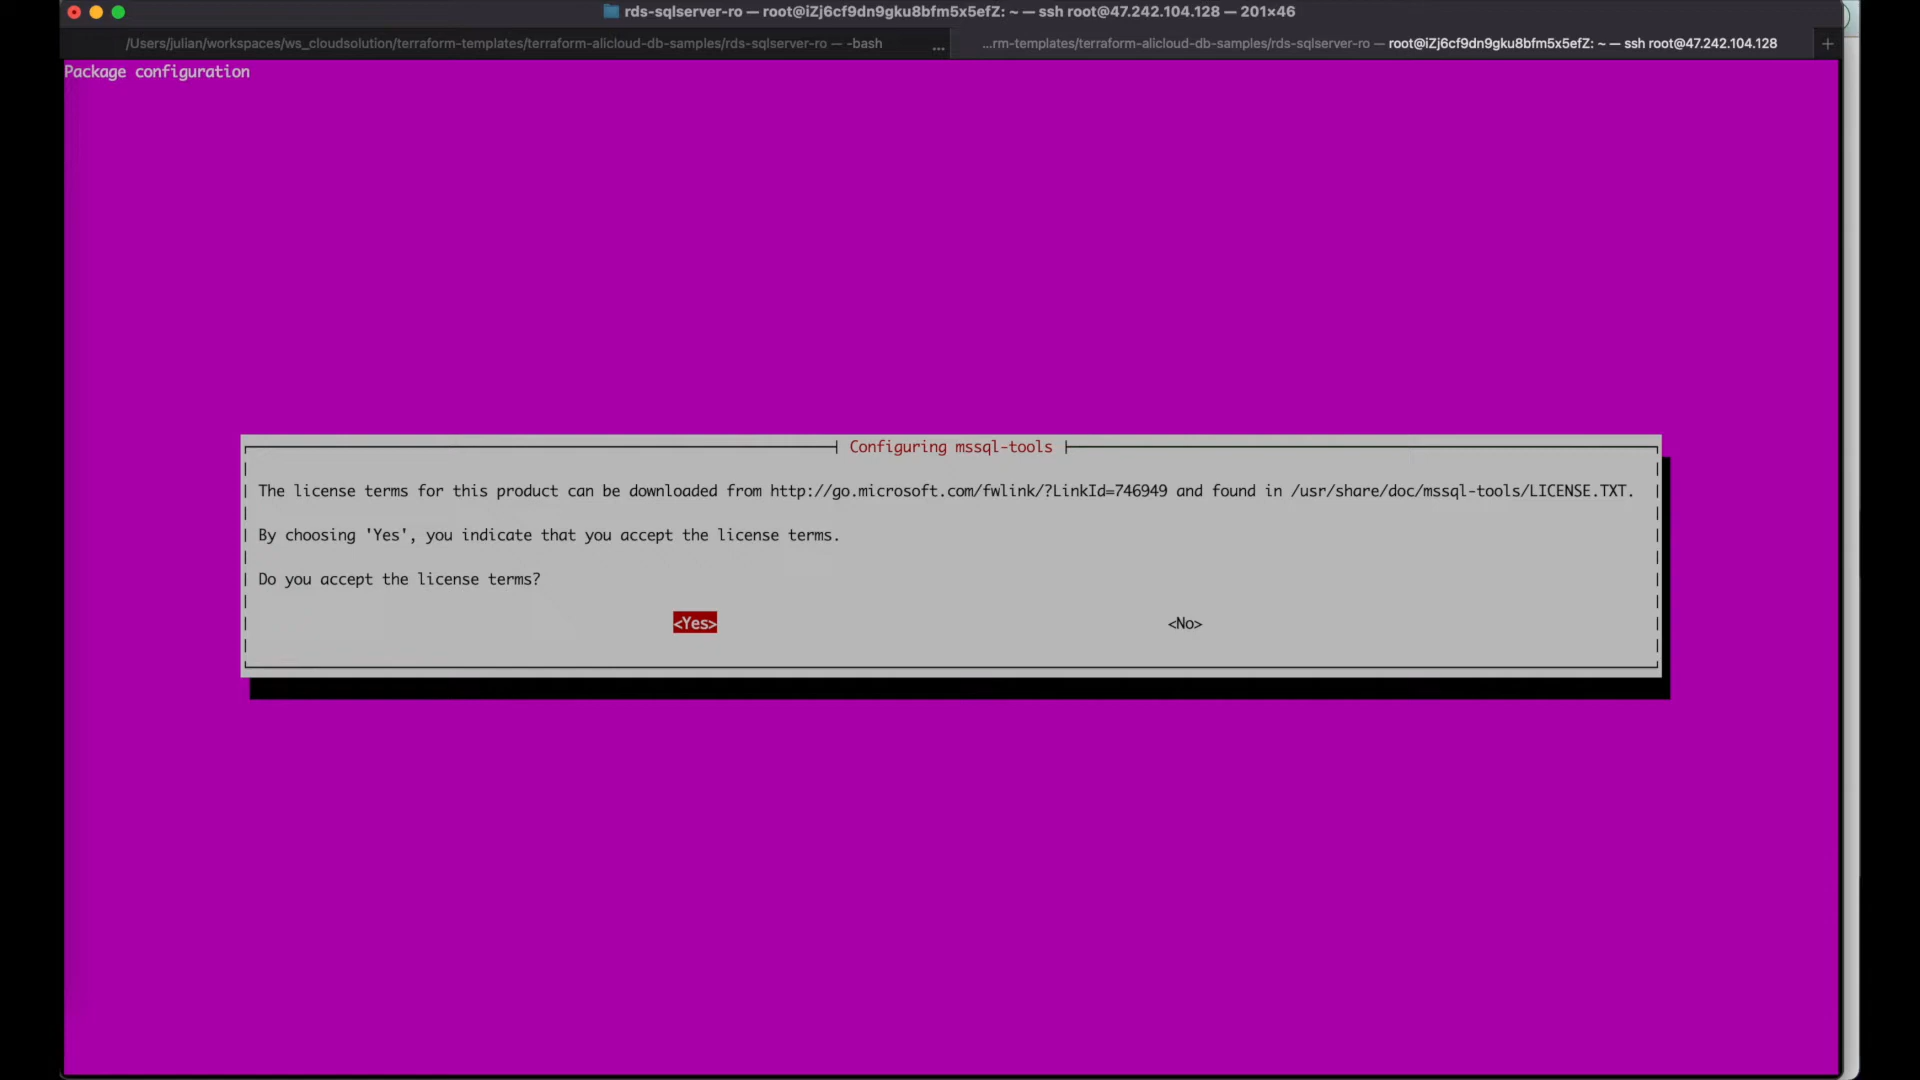 rds-sqlserver-ro — root@iZj6cf9dn9gku8bfm5x5efZ: ~ — ssh root@47.242.104.128 — 201×46
/Users/julian/workspaces/ws_cloudsolution/terraform-templates/terraform-alicloud-db-samples/rds-sqlserver-ro — -bash ... ...rm-templates/terraform-alicloud-db-samples/rds-sqlserver-ro — root@iZj6cf9dn9gku8bfm5x5efZ: ~ — ssh root@47.242.104.128 +
Package configuration
Configuring mssql-tools
The license terms for this product can be downloaded from http://go.microsoft.com/fwlink/?LinkId=746949 and found in /usr/share/doc/mssql-tools/LICENSE.TXT.
By choosing 'Yes', you indicate that you accept the license terms.
Do you accept the license terms?
<Yes> <No>